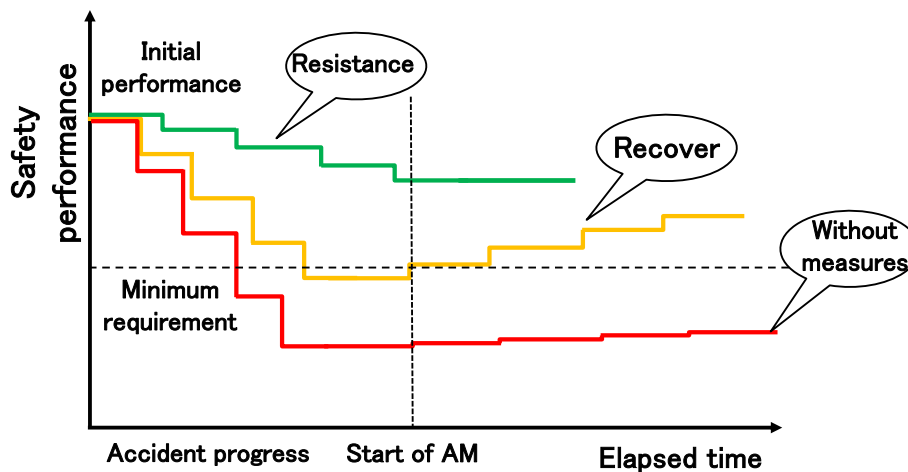 Initial
performance
Resistance
Recover
Without
measures
Safety
performance
Minimum
requirement
Accident progress
Start of AM
Elapsed time